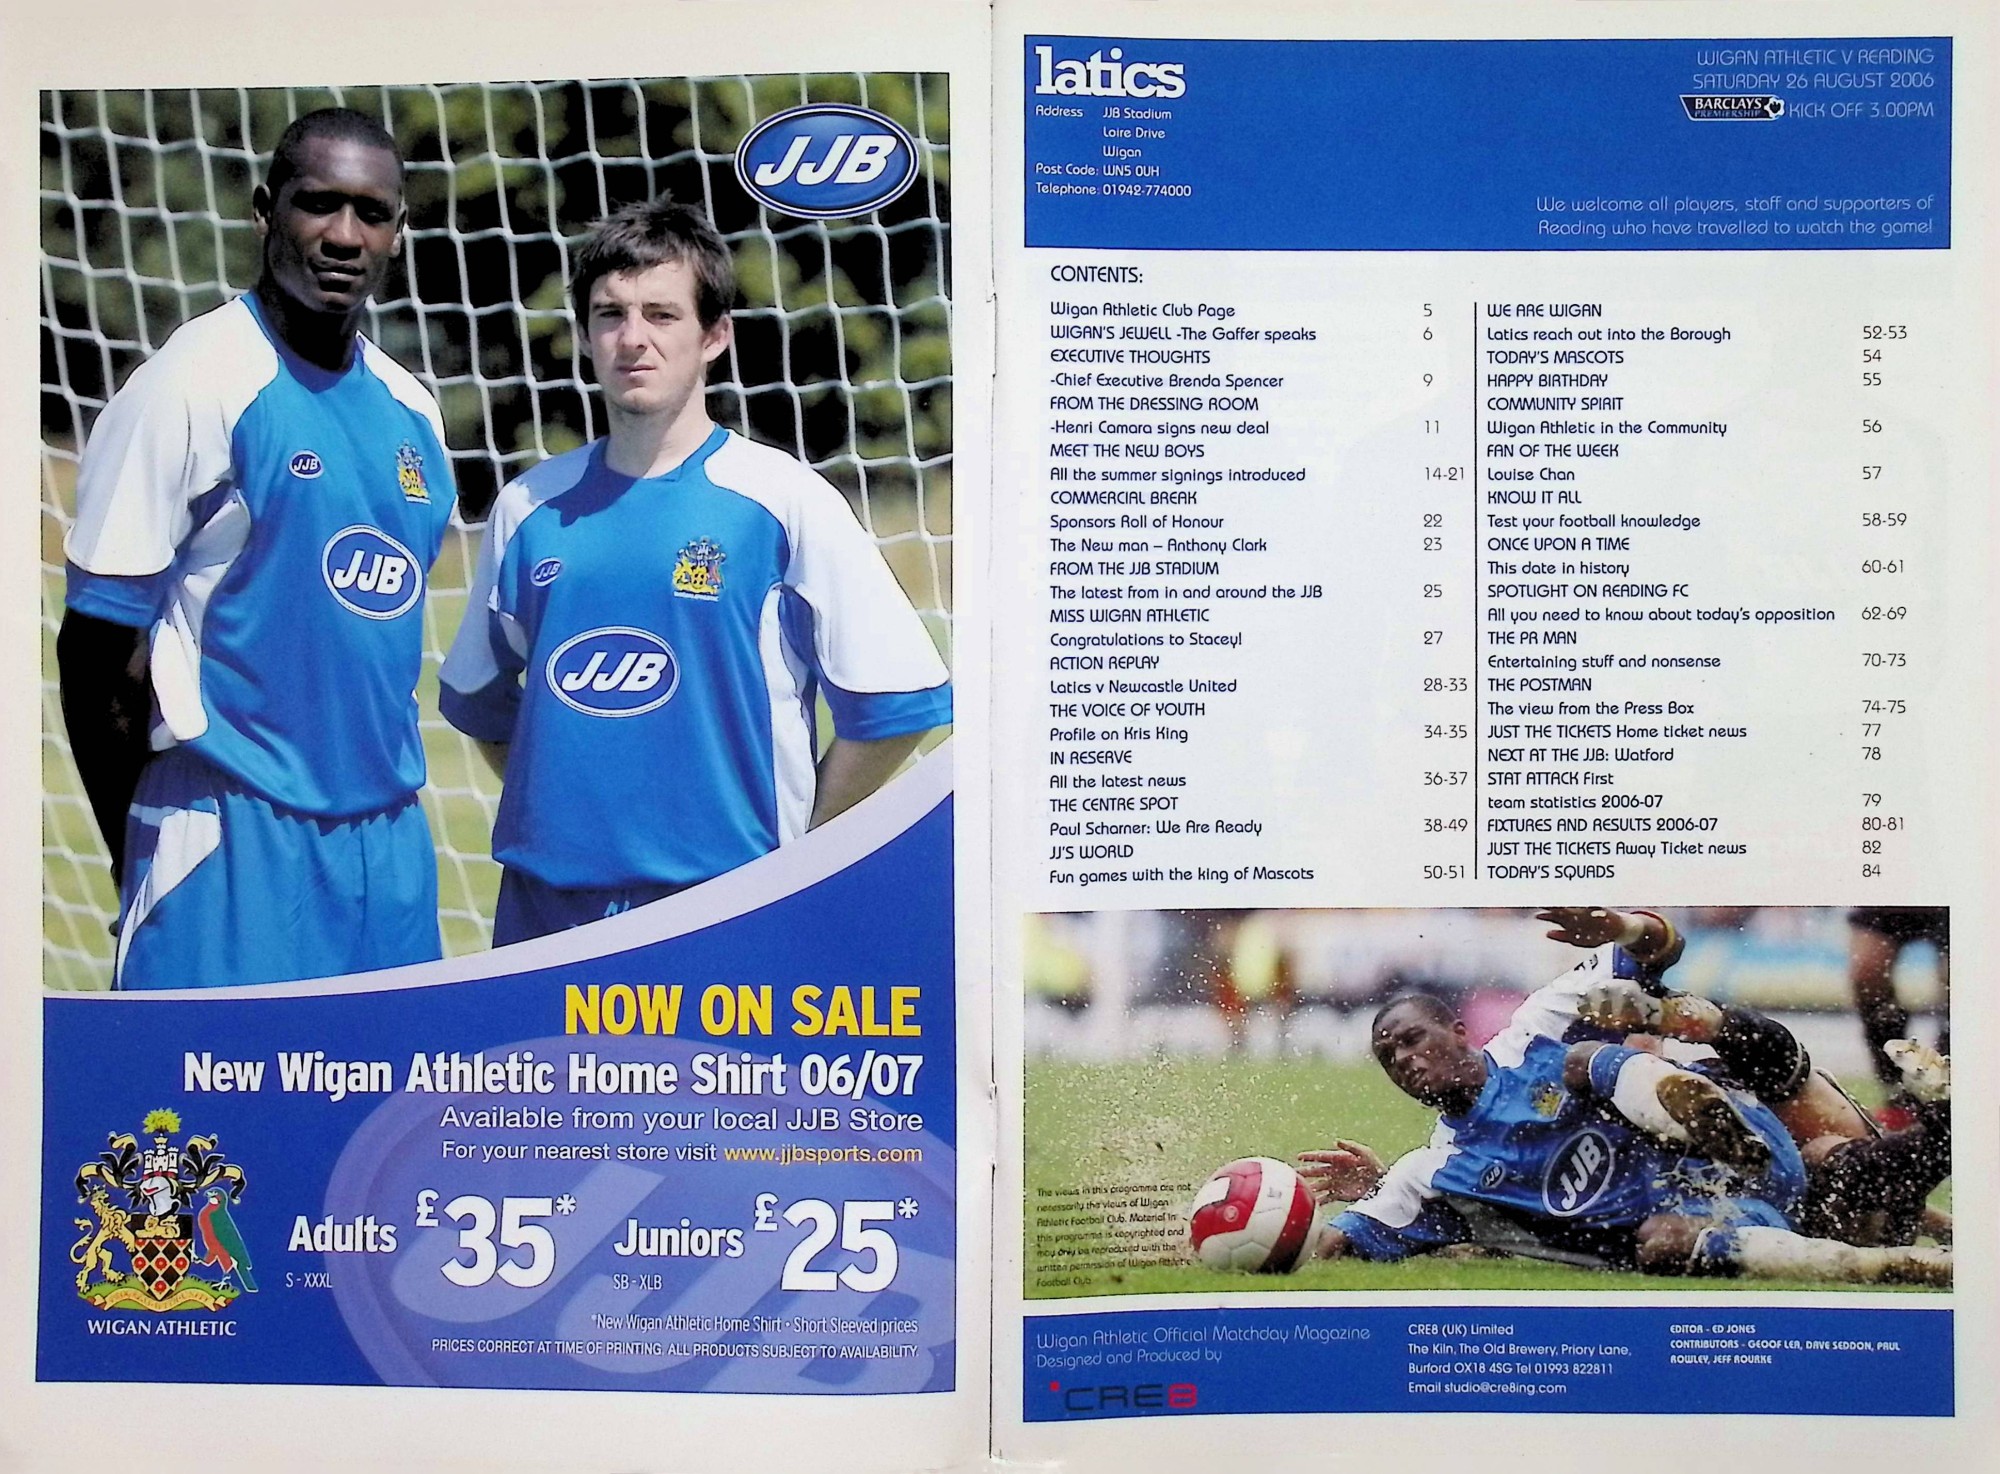 JJB
JJB
JJB
JJB
JJB
NOW ON SALE
New Wigan Athletic Home Shirt 06/07
Available from your local JJB Store
For your nearest store visit www.jjbsports.com
Adults £35*
S - XXXL
Juniors £25*
SB - XLB
WIGAN ATHLETIC
*New Wigan Athletic Home Shirt • Short Sleeved prices
PRICES CORRECT AT TIME OF PRINTING. ALL PRODUCTS SUBJECT TO AVAILABILITY.
latics
Address JJB Stadium
Loire Drive
Wigan
Post Code: WN5 0UH
Telephone: 01942-774000
WIGAN ATHLETIC V READING
SATURDAY 26 AUGUST 2006
BARCLAYS PREMIERSHIP KICK OFF 3.00PM
We welcome all players, staff and supporters of
Reading who have travelled to watch the game!
CONTENTS:
Wigan Athletic Club Page 5
WIGAN'S JEWELL -The Gaffer speaks 6
EXECUTIVE THOUGHTS
-Chief Executive Brenda Spencer 9
FROM THE DRESSING ROOM
-Henri Camara signs new deal 11
MEET THE NEW BOYS
All the summer signings introduced 14-21
COMMERCIAL BREAK
Sponsors Roll of Honour 22
The New man – Anthony Clark 23
FROM THE JJB STADIUM
The latest from in and around the JJB 25
MISS WIGAN ATHLETIC
Congratulations to Stacey! 27
ACTION REPLAY
Latics v Newcastle United 28-33
THE VOICE OF YOUTH
Profile on Kris King 34-35
IN RESERVE
All the latest news 36-37
THE CENTRE SPOT
Paul Scharner: We Are Ready 38-49
JJ'S WORLD
Fun games with the king of Mascots 50-51
WE ARE WIGAN
Latics reach out into the Borough 52-53
TODAY'S MASCOTS 54
HAPPY BIRTHDAY 55
COMMUNITY SPIRIT
Wigan Athletic in the Community 56
FAN OF THE WEEK
Louise Chan 57
KNOW IT ALL
Test your football knowledge 58-59
ONCE UPON A TIME
This date in history 60-61
SPOTLIGHT ON READING FC
All you need to know about today's opposition 62-69
THE PR MAN
Entertaining stuff and nonsense 70-73
THE POSTMAN
The view from the Press Box 74-75
JUST THE TICKETS Home ticket news 77
NEXT AT THE JJB: Watford 78
STAT ATTACK First
team statistics 2006-07 79
FIXTURES AND RESULTS 2006-07 80-81
JUST THE TICKETS Away Ticket news 82
TODAY'S SQUADS 84
The views in this programme are not
necessarily the views of Wigan
Athletic Football Club. Material in
this programme is copyrighted and
may only be reproduced with the
written permission of Wigan Athletic
Football Club.
JJB
JJB
Wigan Athletic Official Matchday Magazine
Designed and Produced by
CRE8
CRE8 (UK) Limited
The Kiln, The Old Brewery, Priory Lane,
Burford OX18 4SG Tel 01993 822811
Email studio@cre8ing.com
EDITOR - ED JONES
CONTRIBUTORS - GEOOF LEA, DAVE SEDDON, PAUL
ROWLEY, JEFF ROURKE